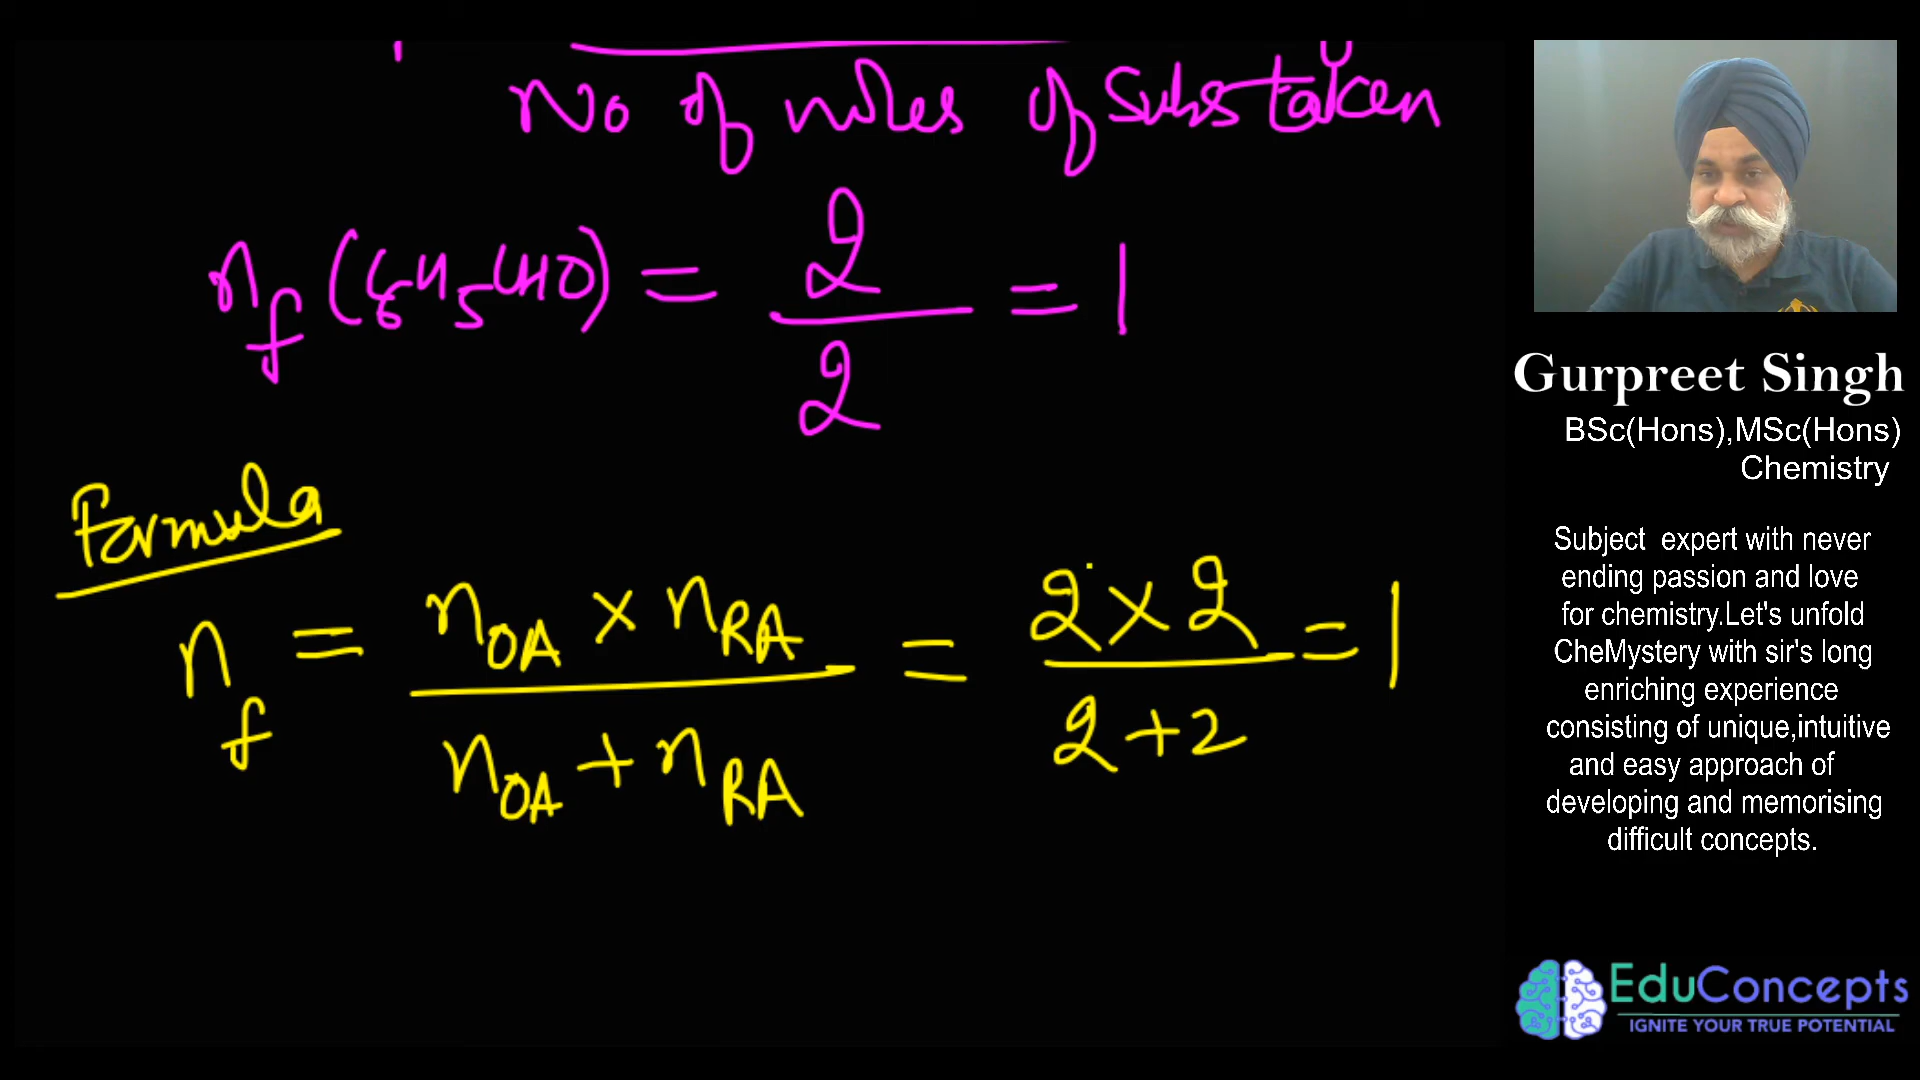 No of moles of Subs taken
nf (C6H5CHO) = 2/2 = 1
Formula
nf = nOA × nRA / nOA + nRA = 2 × 2 / 2 + 2 = 1
Gurpreet Singh
BSc(Hons),MSc(Hons)
Chemistry
Subject expert with never
ending passion and love
for chemistry.Let's unfold
CheMystery with sir's long
enriching experience
consisting of unique,intuitive
and easy approach of
developing and memorising
difficult concepts.
EduConcepts
IGNITE YOUR TRUE POTENTIAL